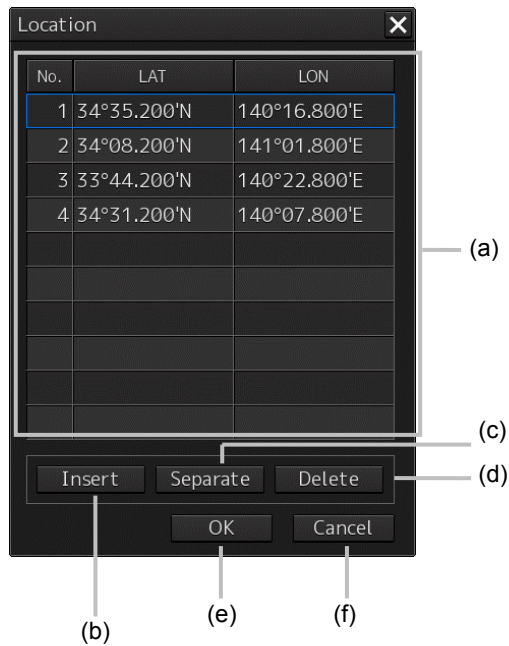 Location
No. LAT LON
1 34°35.200'N 140°16.800'E
2 34°08.200'N 141°01.800'E
3 33°44.200'N 140°22.800'E
4 34°31.200'N 140°07.800'E
(a)
(c)
Insert Separate Delete (d)
OK Cancel
(b) (e) (f)